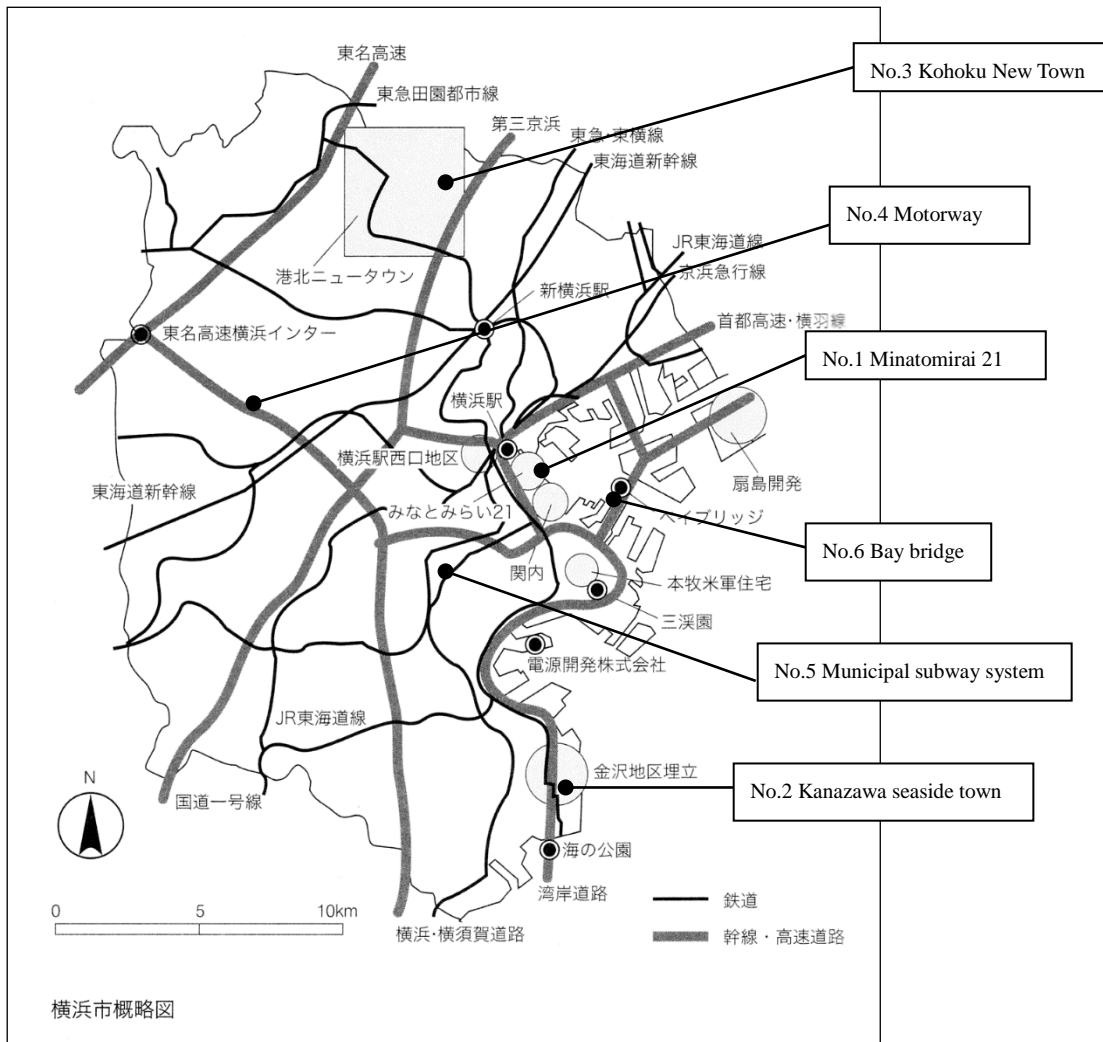 東名高速
No.3 Kohoku New Town
東急田園都市線
第三京浜
東急・東横線
東海道新幹線
No.4 Motorway
JR東海道線
京浜急行線
港北ニュータウン
新横浜駅
首都高速・横羽線
東名高速横浜インター
No.1 Minatomirai 21
横浜駅
横浜駅西口地区
扇島開発
東海道新幹線
みなとみらい21
ベイブリッジ
No.6 Bay bridge
関内
本牧米軍住宅
三渓園
電源開発株式会社
No.5 Municipal subway system
JR東海道線
金沢地区埋立
No.2 Kanazawa seaside town
国道一号線
N
海の公園
湾岸道路
鉄道
0 5 10km
横浜・横須賀道路
幹線・高速道路
横浜市概略図